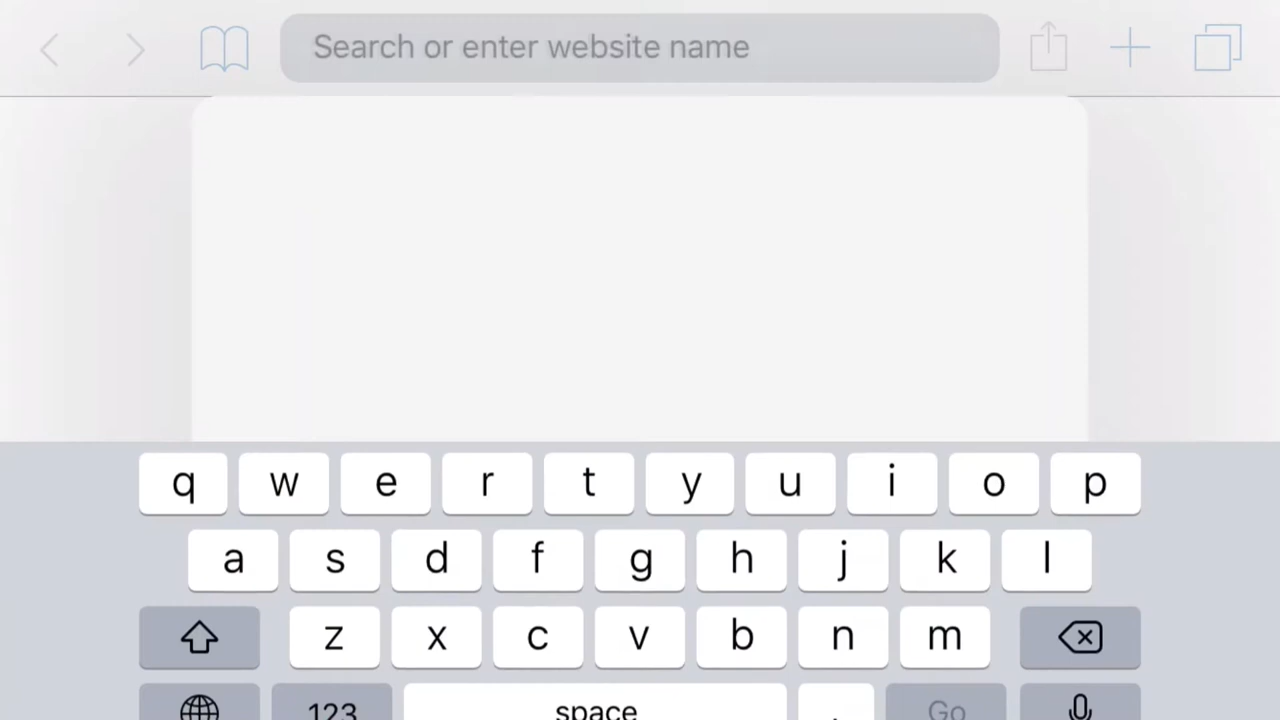 Search or enter website name
q w e r t y u i o p
a s d f g h j k l
z x c v b n m
123 space . Go